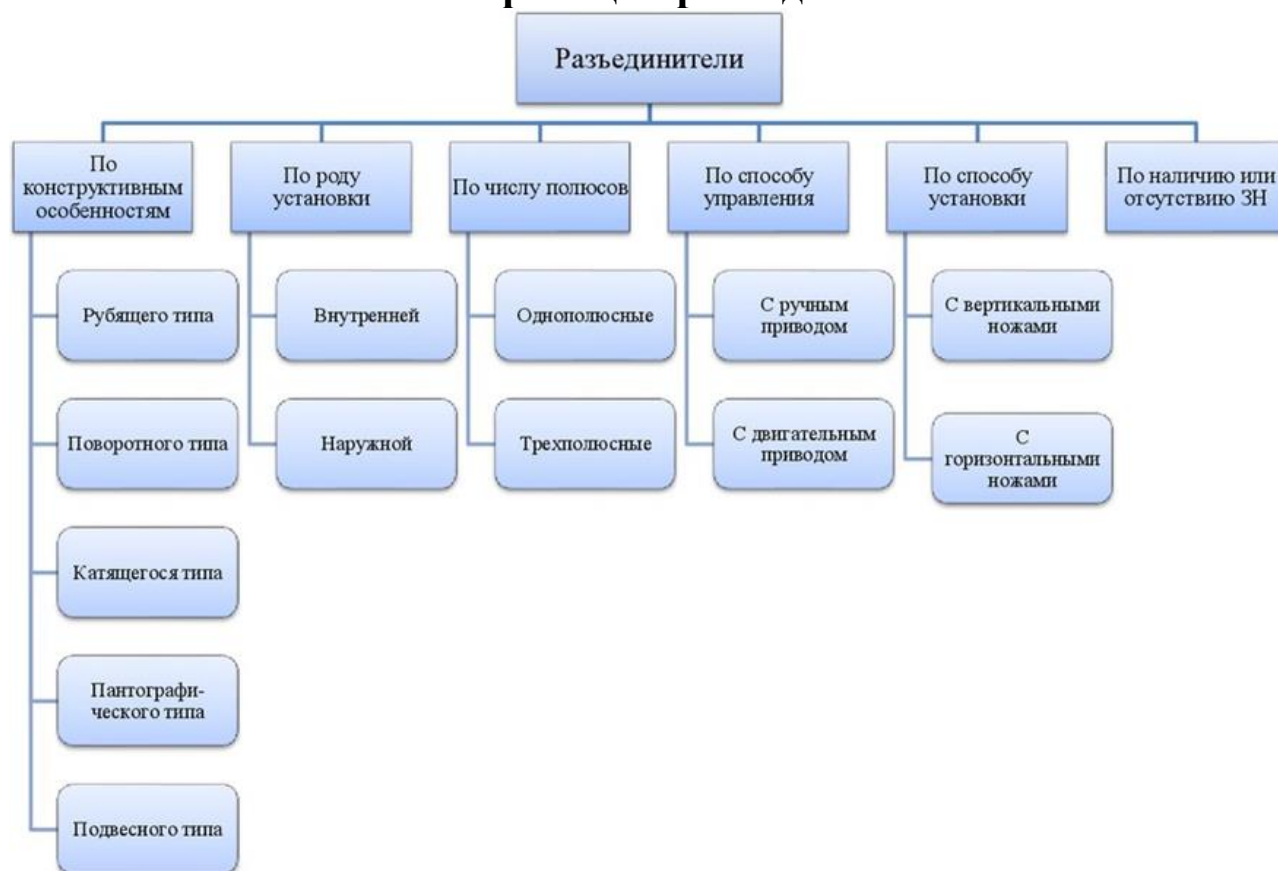 Разъединители
По
конструктивным
особенностям
По роду
установки
По числу полюсов
По способу
управления
По способу
установки
По наличию или
отсутствию ЗН
Рубящего типа
Поворотного типа
Катящегося типа
Пантографи-
ческого типа
Подвесного типа
Внутренней
Наружной
Однополюсные
Трехполюсные
С ручным
приводом
С двигательным
приводом
С вертикальными
ножами
С
горизонтальными
ножами